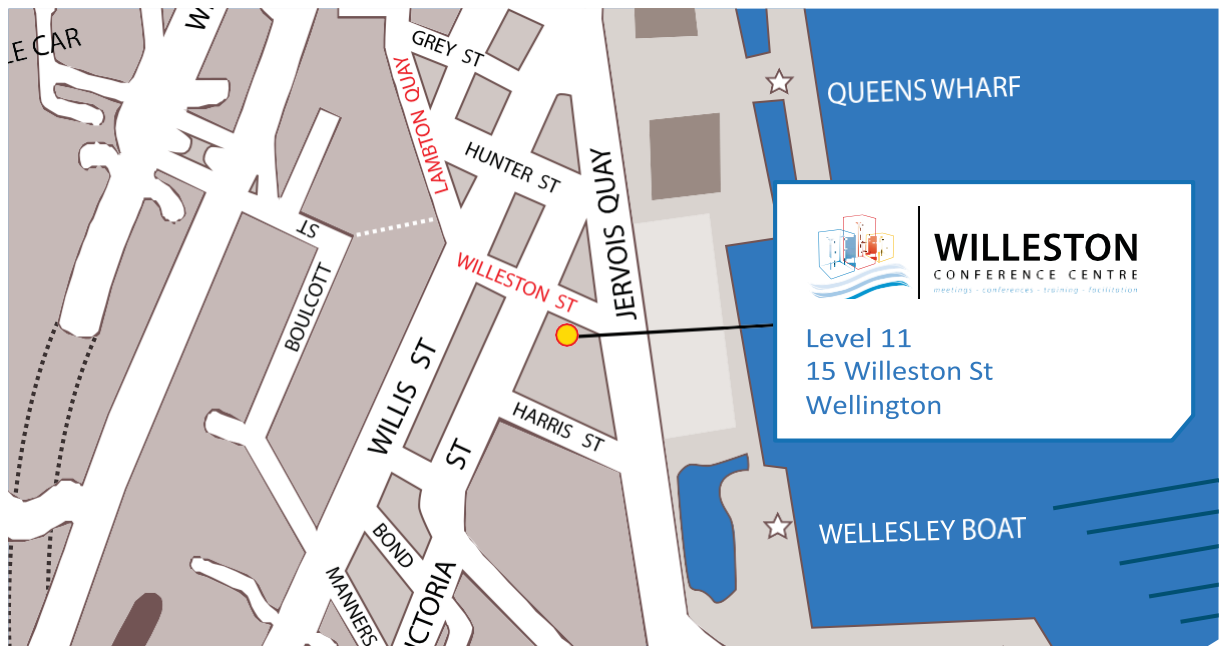 LE CAR
W
GREY ST
LAMBTON QUAY
QUEENS WHARF
HUNTER ST
JERVOIS QUAY
ST
BOULCOTT
WILLESTON ST
WILLESTON
CONFERENCE CENTRE
meetings - conferences - training - facilitation
Level 11
15 Willeston St
Wellington
WILLIS ST
HARRIS ST
ST
WELLESLEY BOAT
BOND
MANNERS
ICTORIA